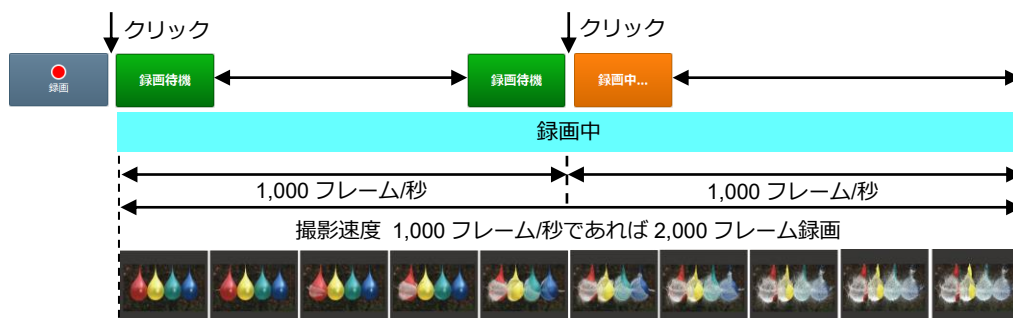 クリック
クリック
録画
録画待機
録画待機
録画中...
録画中
1,000 フレーム/秒
1,000 フレーム/秒
撮影速度 1,000 フレーム/秒であれば 2,000 フレーム録画